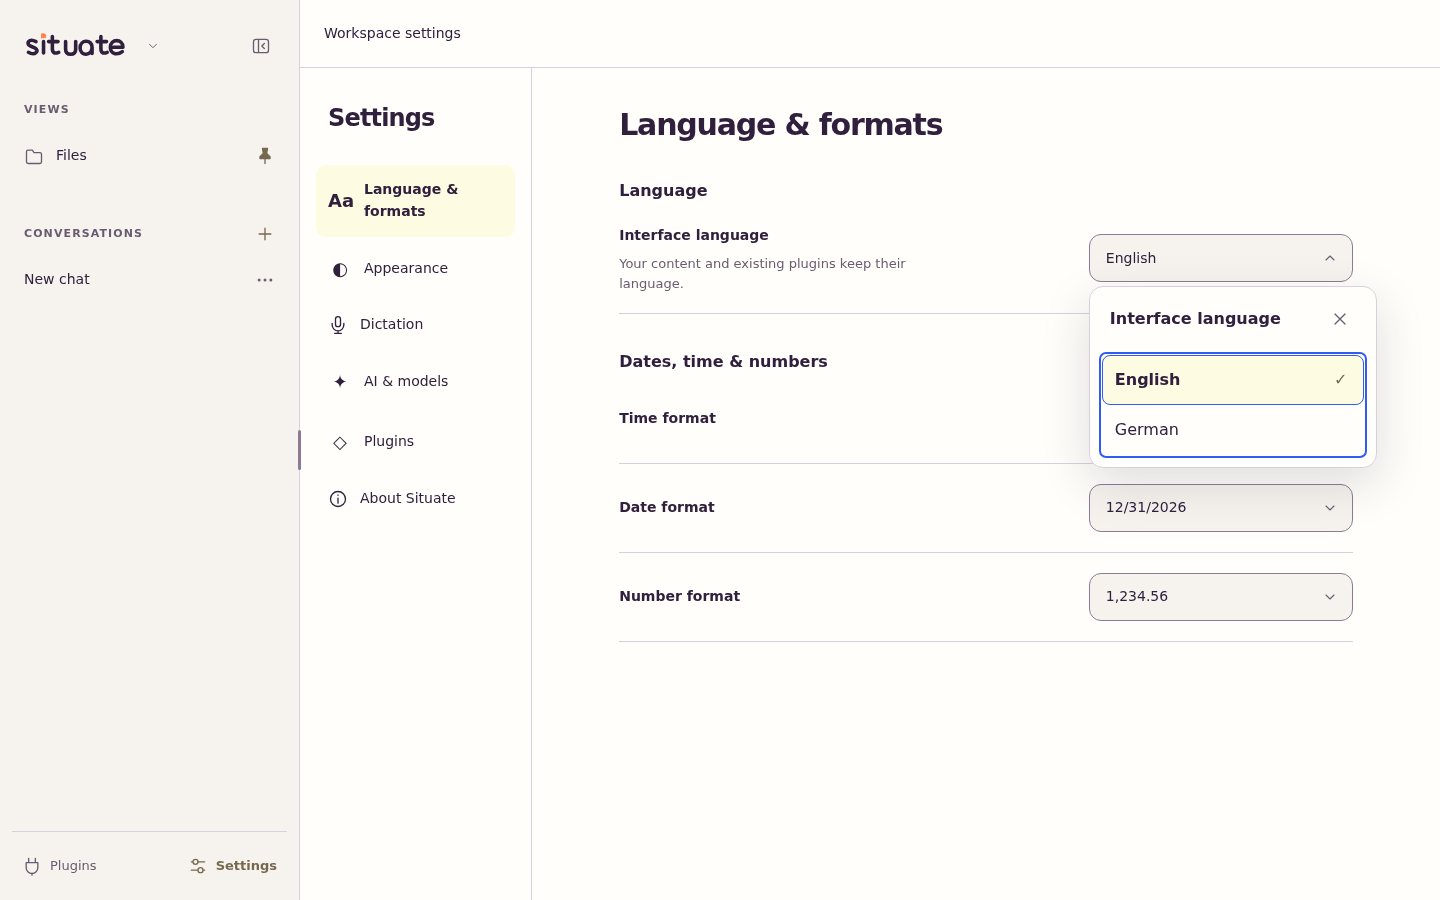 situate
VIEWS
Files
CONVERSATIONS
New chat
Plugins
Settings
Workspace settings
Settings
Aa
Language &
formats
Appearance
Dictation
AI & models
Plugins
About Situate
Language & formats
Language
Interface language
Your content and existing plugins keep their
language.
English
Interface language
English
German
Dates, time & numbers
Time format
Date format
12/31/2026
Number format
1,234.56